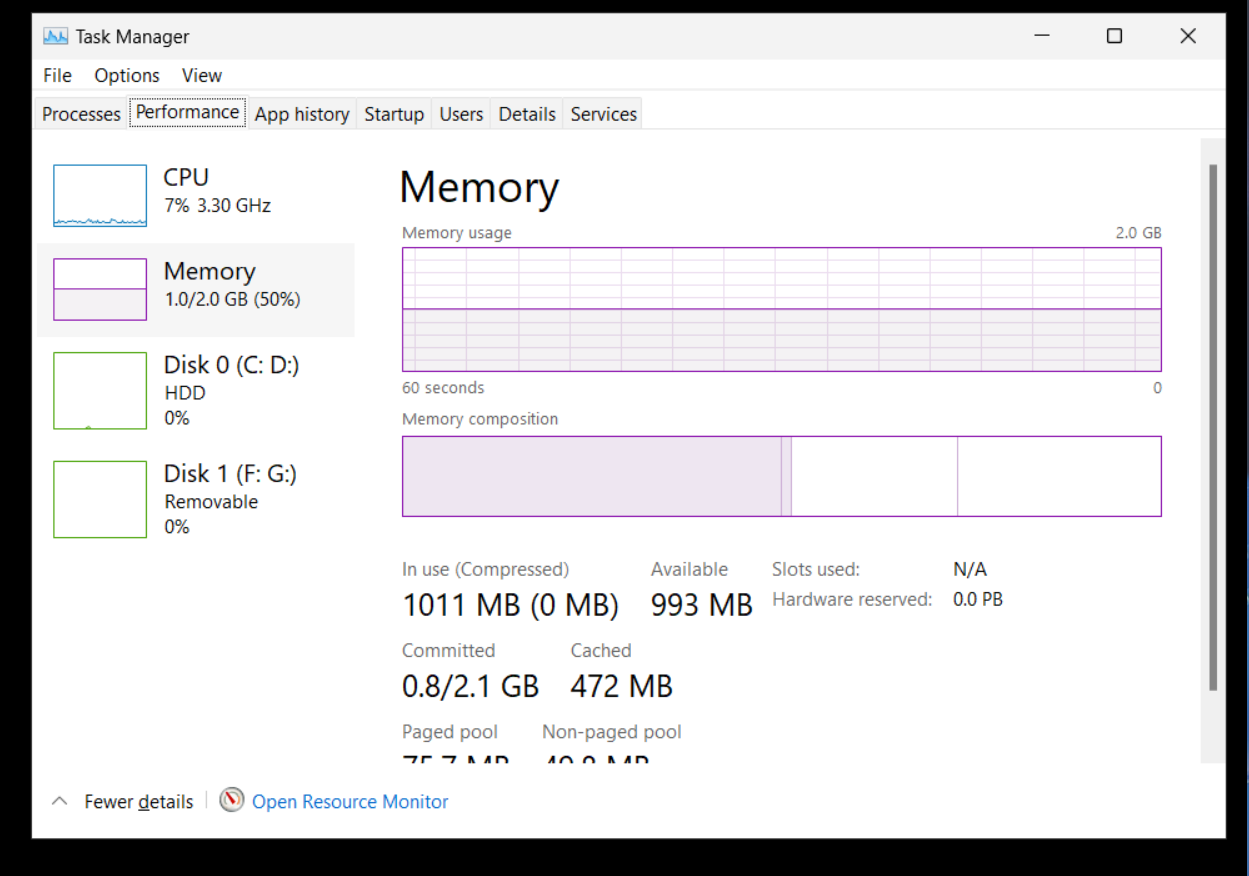 Task Manager
File Options View
Processes Performance App history Startup Users Details Services
CPU
7% 3.30 GHz
Memory
1.0/2.0 GB (50%)
Disk 0 (C: D:)
HDD
0%
Disk 1 (F: G:)
Removable
0%
Memory
Memory usage 2.0 GB
60 seconds 0
Memory composition
In use (Compressed) Available Slots used: N/A
1011 MB (0 MB) 993 MB Hardware reserved: 0.0 PB
Committed Cached
0.8/2.1 GB 472 MB
Paged pool Non-paged pool
75.7 MB
Fewer details Open Resource Monitor